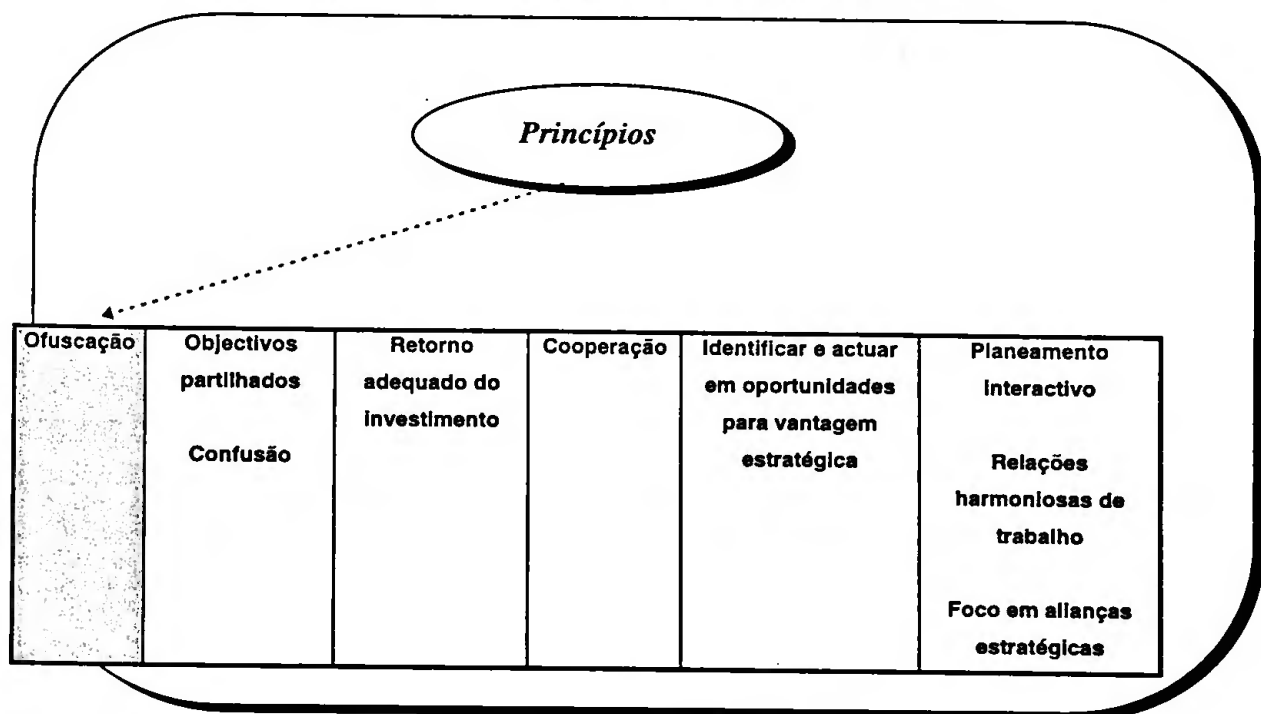 Princípios
Ofuscação
Objectivos
partilhados
Confusão
Retorno
adequado do
investimento
Cooperação
Identificar e actuar
em oportunidades
para vantagem
estratégica
Planeamento
interactivo
Relações
harmoniosas de
trabalho
Foco em alianças
estratégicas